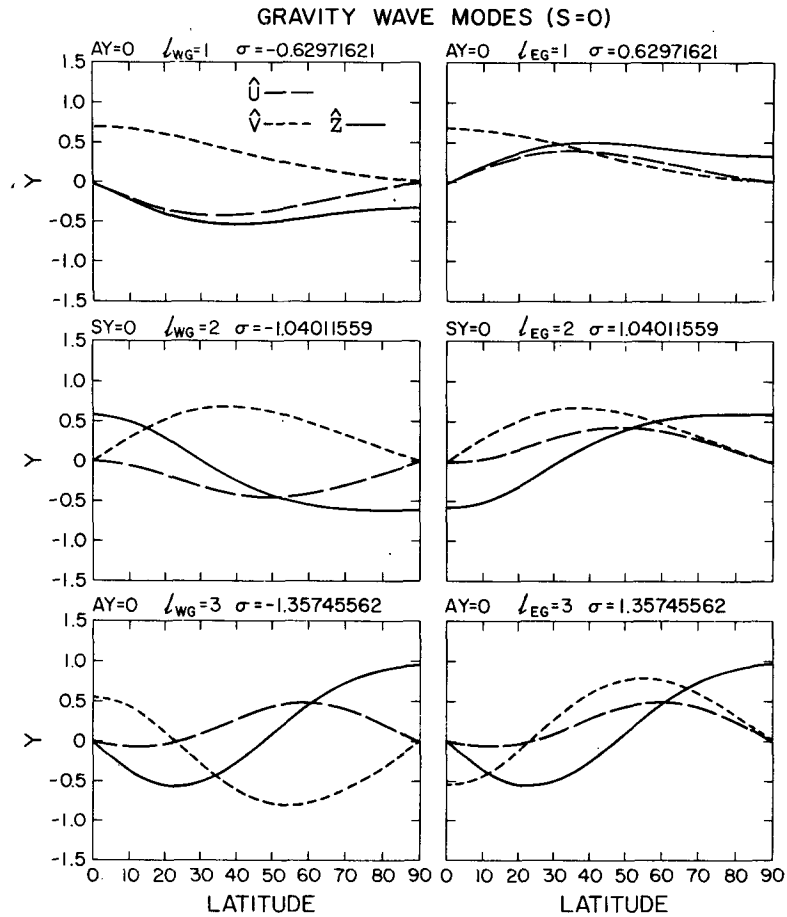 GRAVITY WAVE MODES (S=0)
AY=0 l_WG=1 σ=-0.62971621
AY=0 l_EG=1 σ=0.62971621
1.5
1.0
0.5
0
-0.5
-1.0
-1.5
Y
Û
V̂
Ẑ
SY=0 l_WG=2 σ=-1.04011559
SY=0 l_EG=2 σ=1.04011559
1.5
1.0
0.5
0
-0.5
-1.0
-1.5
Y
AY=0 l_WG=3 σ=-1.35745562
AY=0 l_EG=3 σ=1.35745562
1.0
0.5
0
-0.5
-1.0
-1.5
Y
0 10 20 30 40 50 60 70 80 90
0 10 20 30 40 50 60 70 80 90
LATITUDE
LATITUDE